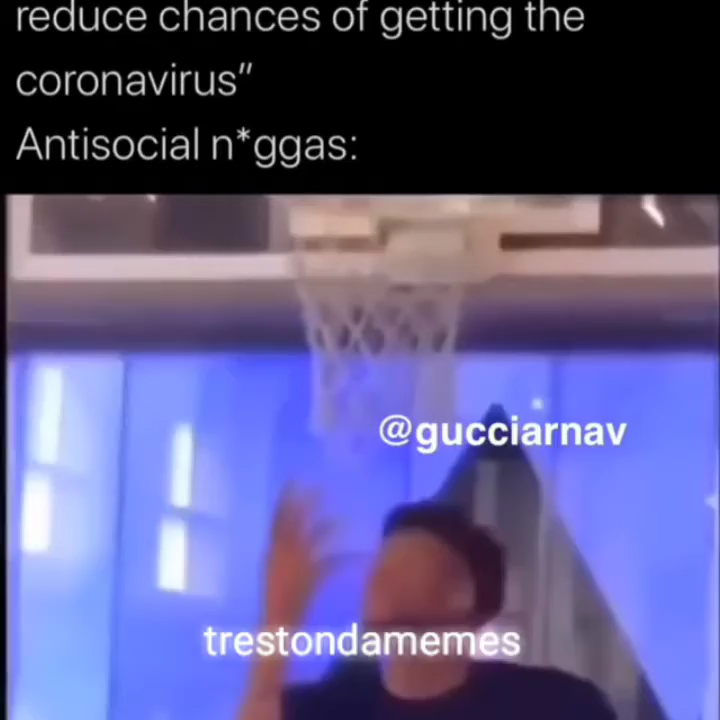 reduce chances of getting the
coronavirus”
Antisocial n*ggas:
@gucciarnav
trestondamemes